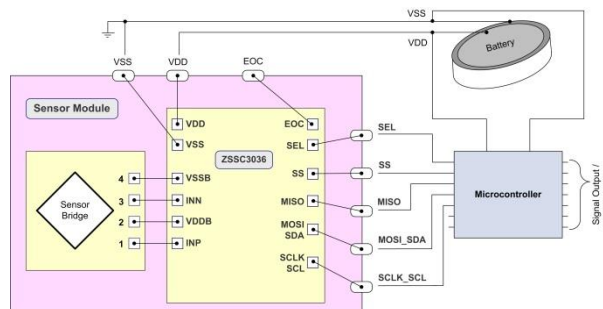 VSS
VDD
Battery
VSS
VDD
EOC
Sensor Module
VDD
EOC
VSS
SEL
SEL
ZSSC3036
4
VSSB
SS
SS
Sensor
Bridge
3
INN
MISO
MISO
2
VDDB
MOSI
SDA
MOSI_SDA
1
INP
SCLK
SCL
SCLK_SCL
Microcontroller
Signal Output /